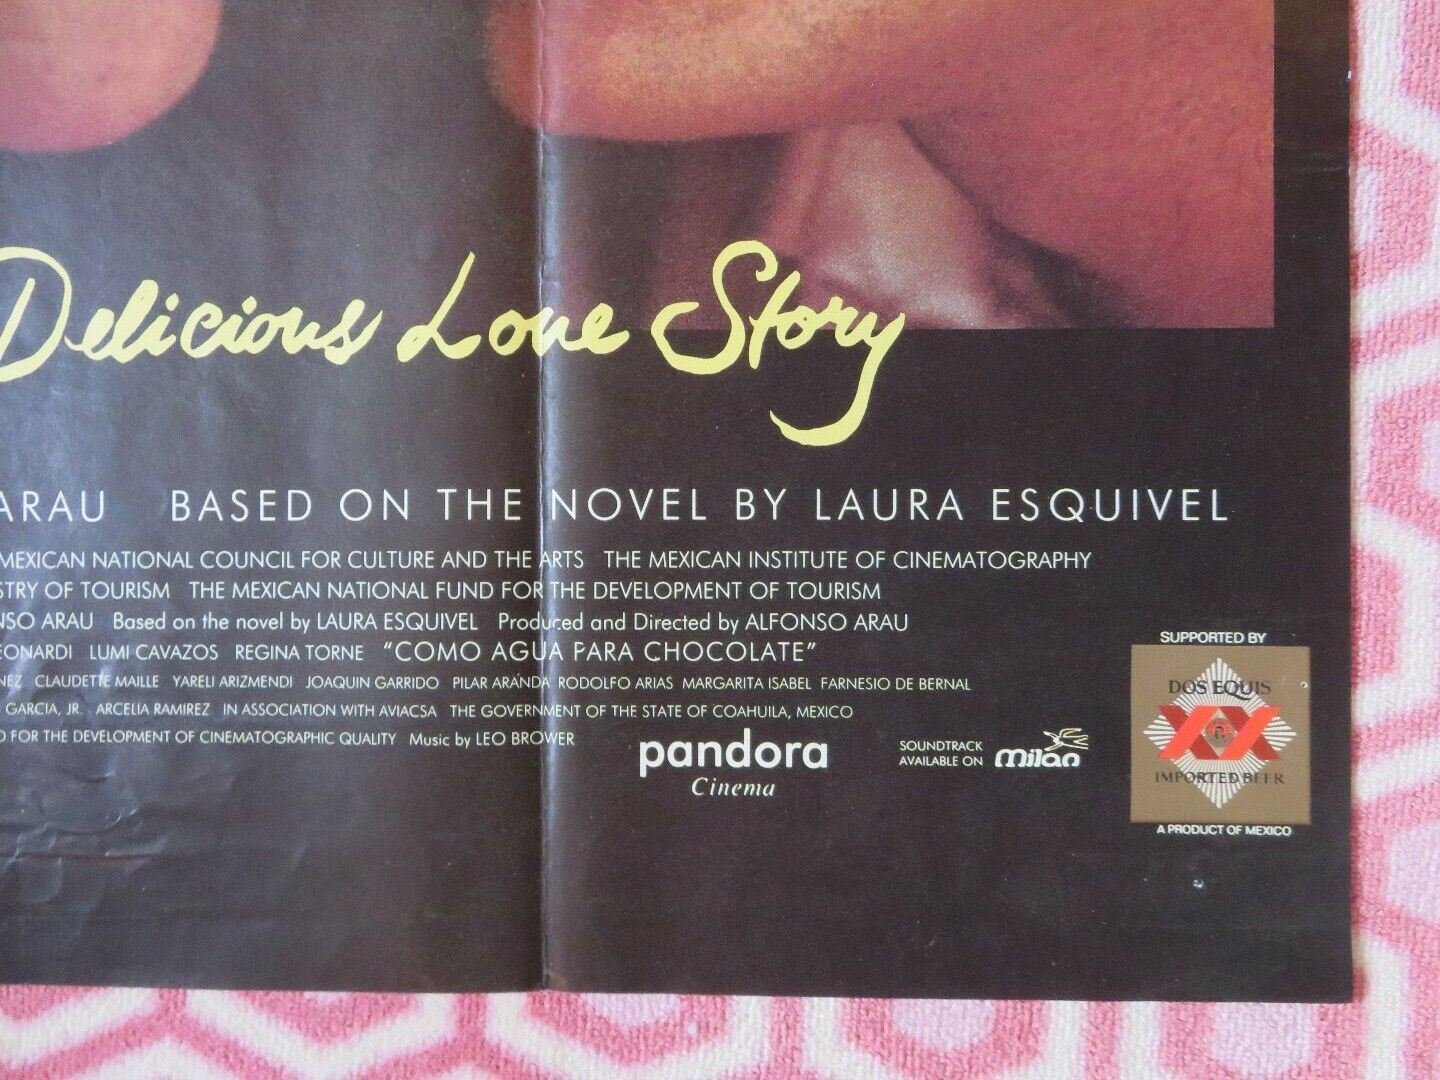 Delicious Love Story
ARAU BASED ON THE NOVEL BY LAURA ESQUIVEL
MEXICAN NATIONAL COUNCIL FOR CULTURE AND THE ARTS THE MEXICAN INSTITUTE OF CINEMATOGRAPHY
STRY OF TOURISM THE MEXICAN NATIONAL FUND FOR THE DEVELOPMENT OF TOURISM
NSO ARAU Based on the novel by LAURA ESQUIVEL Produced and Directed by ALFONSO ARAU
EONARDI LUMI CAVAZOS REGINA TORNE "COMO AGUA PARA CHOCOLATE"
NEZ CLAUDETTE MAILLE YARELI ARIZMENDI JOAQUIN GARRIDO PILAR ARANDA RODOLFO ARIAS MARGARITA ISABEL FARNESIO DE BERNAL
GARCIA, JR. ARCELIA RAMIREZ IN ASSOCIATION WITH AVIACSA THE GOVERNMENT OF THE STATE OF COAHUILA, MEXICO
D FOR THE DEVELOPMENT OF CINEMATOGRAPHIC QUALITY Music by LEO BROWER
pandora
Cinema
SOUNDTRACK
AVAILABLE ON milan
SUPPORTED BY
DOS EQUIS
XX
IMPORTED BEER
A PRODUCT OF MEXICO